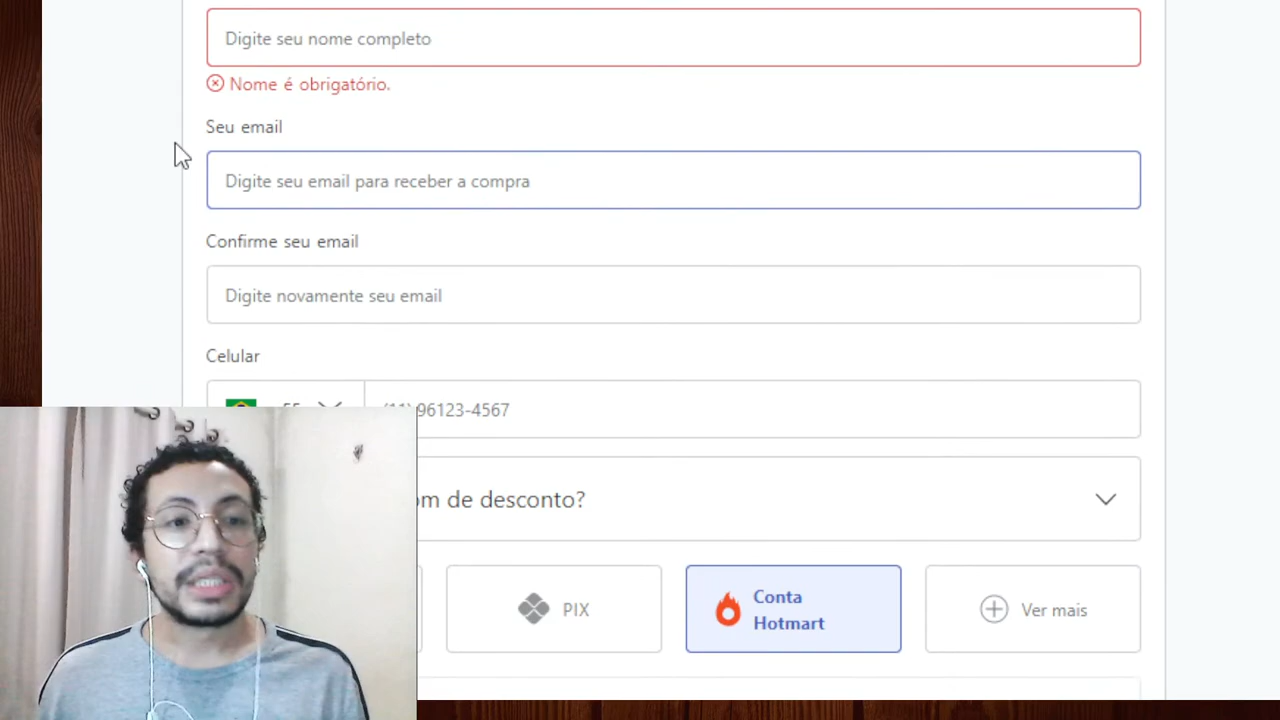 Digite seu nome completo
Nome é obrigatório.
Seu email
Digite seu email para receber a compra
Confirme seu email
Digite novamente seu email
Celular
96123-4567
de desconto?
PIX
Conta
Hotmart
Ver mais